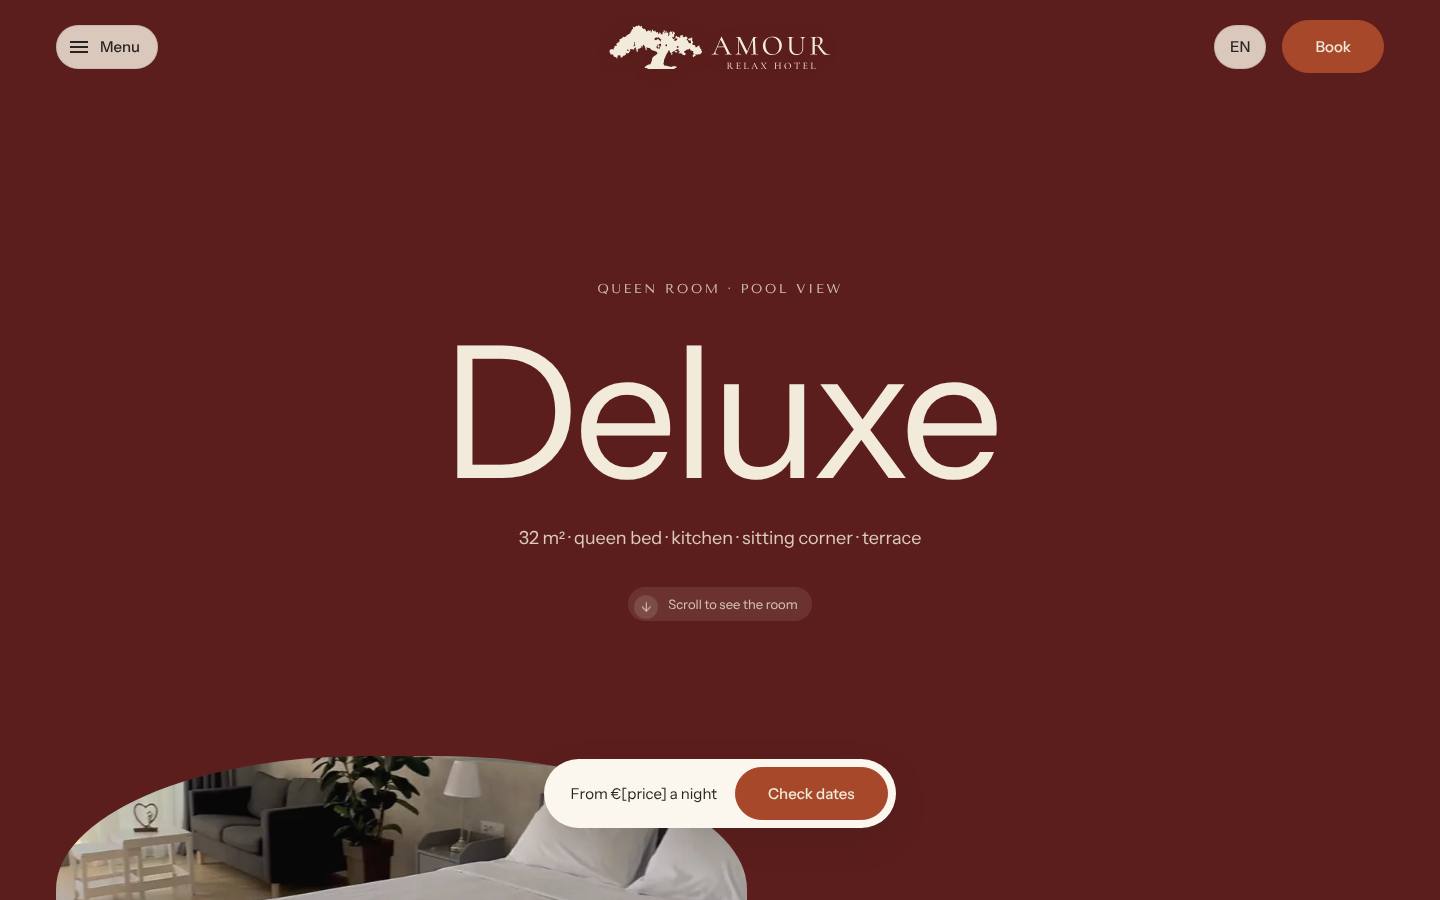 Menu
AMOUR
RELAX HOTEL
EN
Book
QUEEN ROOM · POOL VIEW
Deluxe
32 m² · queen bed · kitchen · sitting corner · terrace
Scroll to see the room
From €[price] a night
Check dates